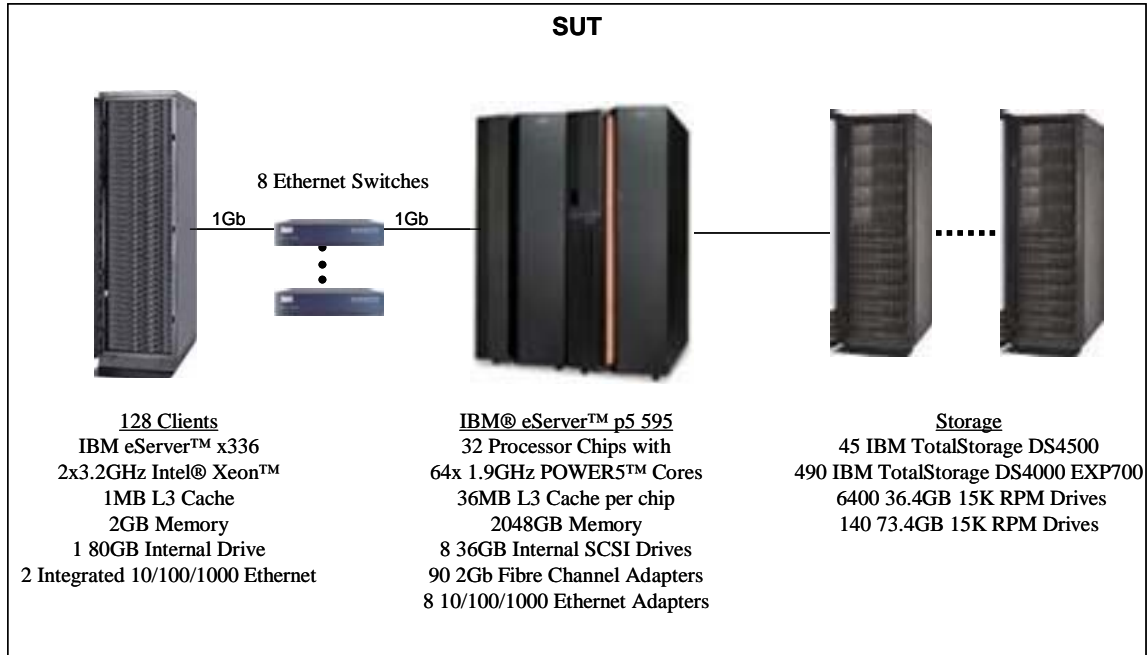 SUT
8 Ethernet Switches
1Gb
1Gb
128 Clients
IBM eServer™ x336
2x3.2GHz Intel® Xeon™
1MB L3 Cache
2GB Memory
1 80GB Internal Drive
2 Integrated 10/100/1000 Ethernet
IBM® eServer™ p5 595
32 Processor Chips with
64x 1.9GHz POWER5™ Cores
36MB L3 Cache per chip
2048GB Memory
8 36GB Internal SCSI Drives
90 2Gb Fibre Channel Adapters
8 10/100/1000 Ethernet Adapters
Storage
45 IBM TotalStorage DS4500
490 IBM TotalStorage DS4000 EXP700
6400 36.4GB 15K RPM Drives
140 73.4GB 15K RPM Drives